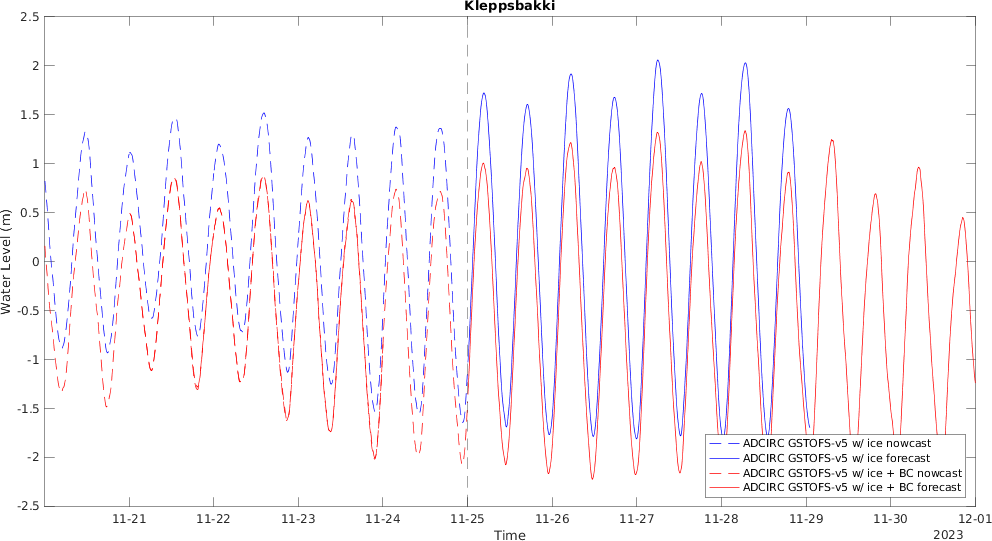 Kleppsbakki
2.5
2
1.5
1
0.5
0
-0.5
-1
-1.5
-2
-2.5
Water Level (m)
ADCIRC GSTOFS-v5 w/ ice nowcast
ADCIRC GSTOFS-v5 w/ ice forecast
ADCIRC GSTOFS-v5 w/ ice + BC nowcast
ADCIRC GSTOFS-v5 w/ ice + BC forecast
11-21 11-22 11-23 11-24 11-25 11-26 11-27 11-28 11-29 11-30 12-01
Time
2023